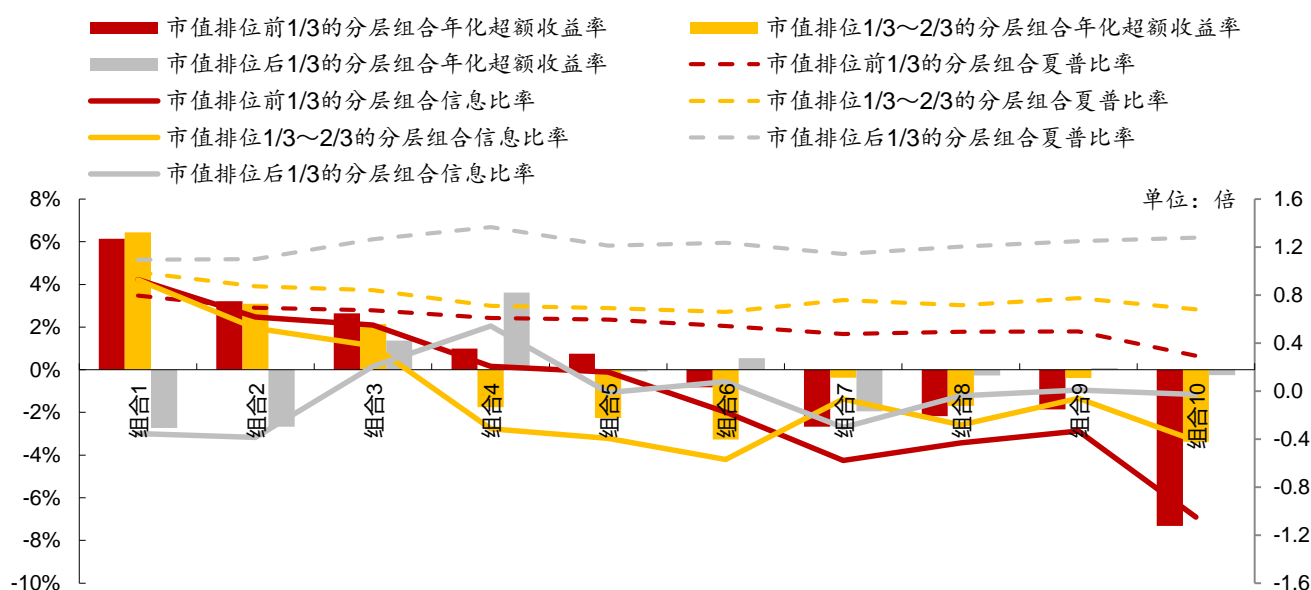 市值排位前1/3的分层组合年化超额收益率
市值排位1/3～2/3的分层组合年化超额收益率
市值排位后1/3的分层组合年化超额收益率
市值排位前1/3的分层组合夏普比率
市值排位前1/3的分层组合信息比率
市值排位1/3～2/3的分层组合夏普比率
市值排位1/3～2/3的分层组合信息比率
市值排位后1/3的分层组合夏普比率
市值排位后1/3的分层组合信息比率
单位：倍
8%
6%
4%
2%
0%
-2%
-4%
-6%
-8%
-10%
1.6
1.2
0.8
0.4
0.0
-0.4
-0.8
-1.2
-1.6
组合1
组合2
组合3
组合4
组合5
组合6
组合7
组合8
组合9
组合10